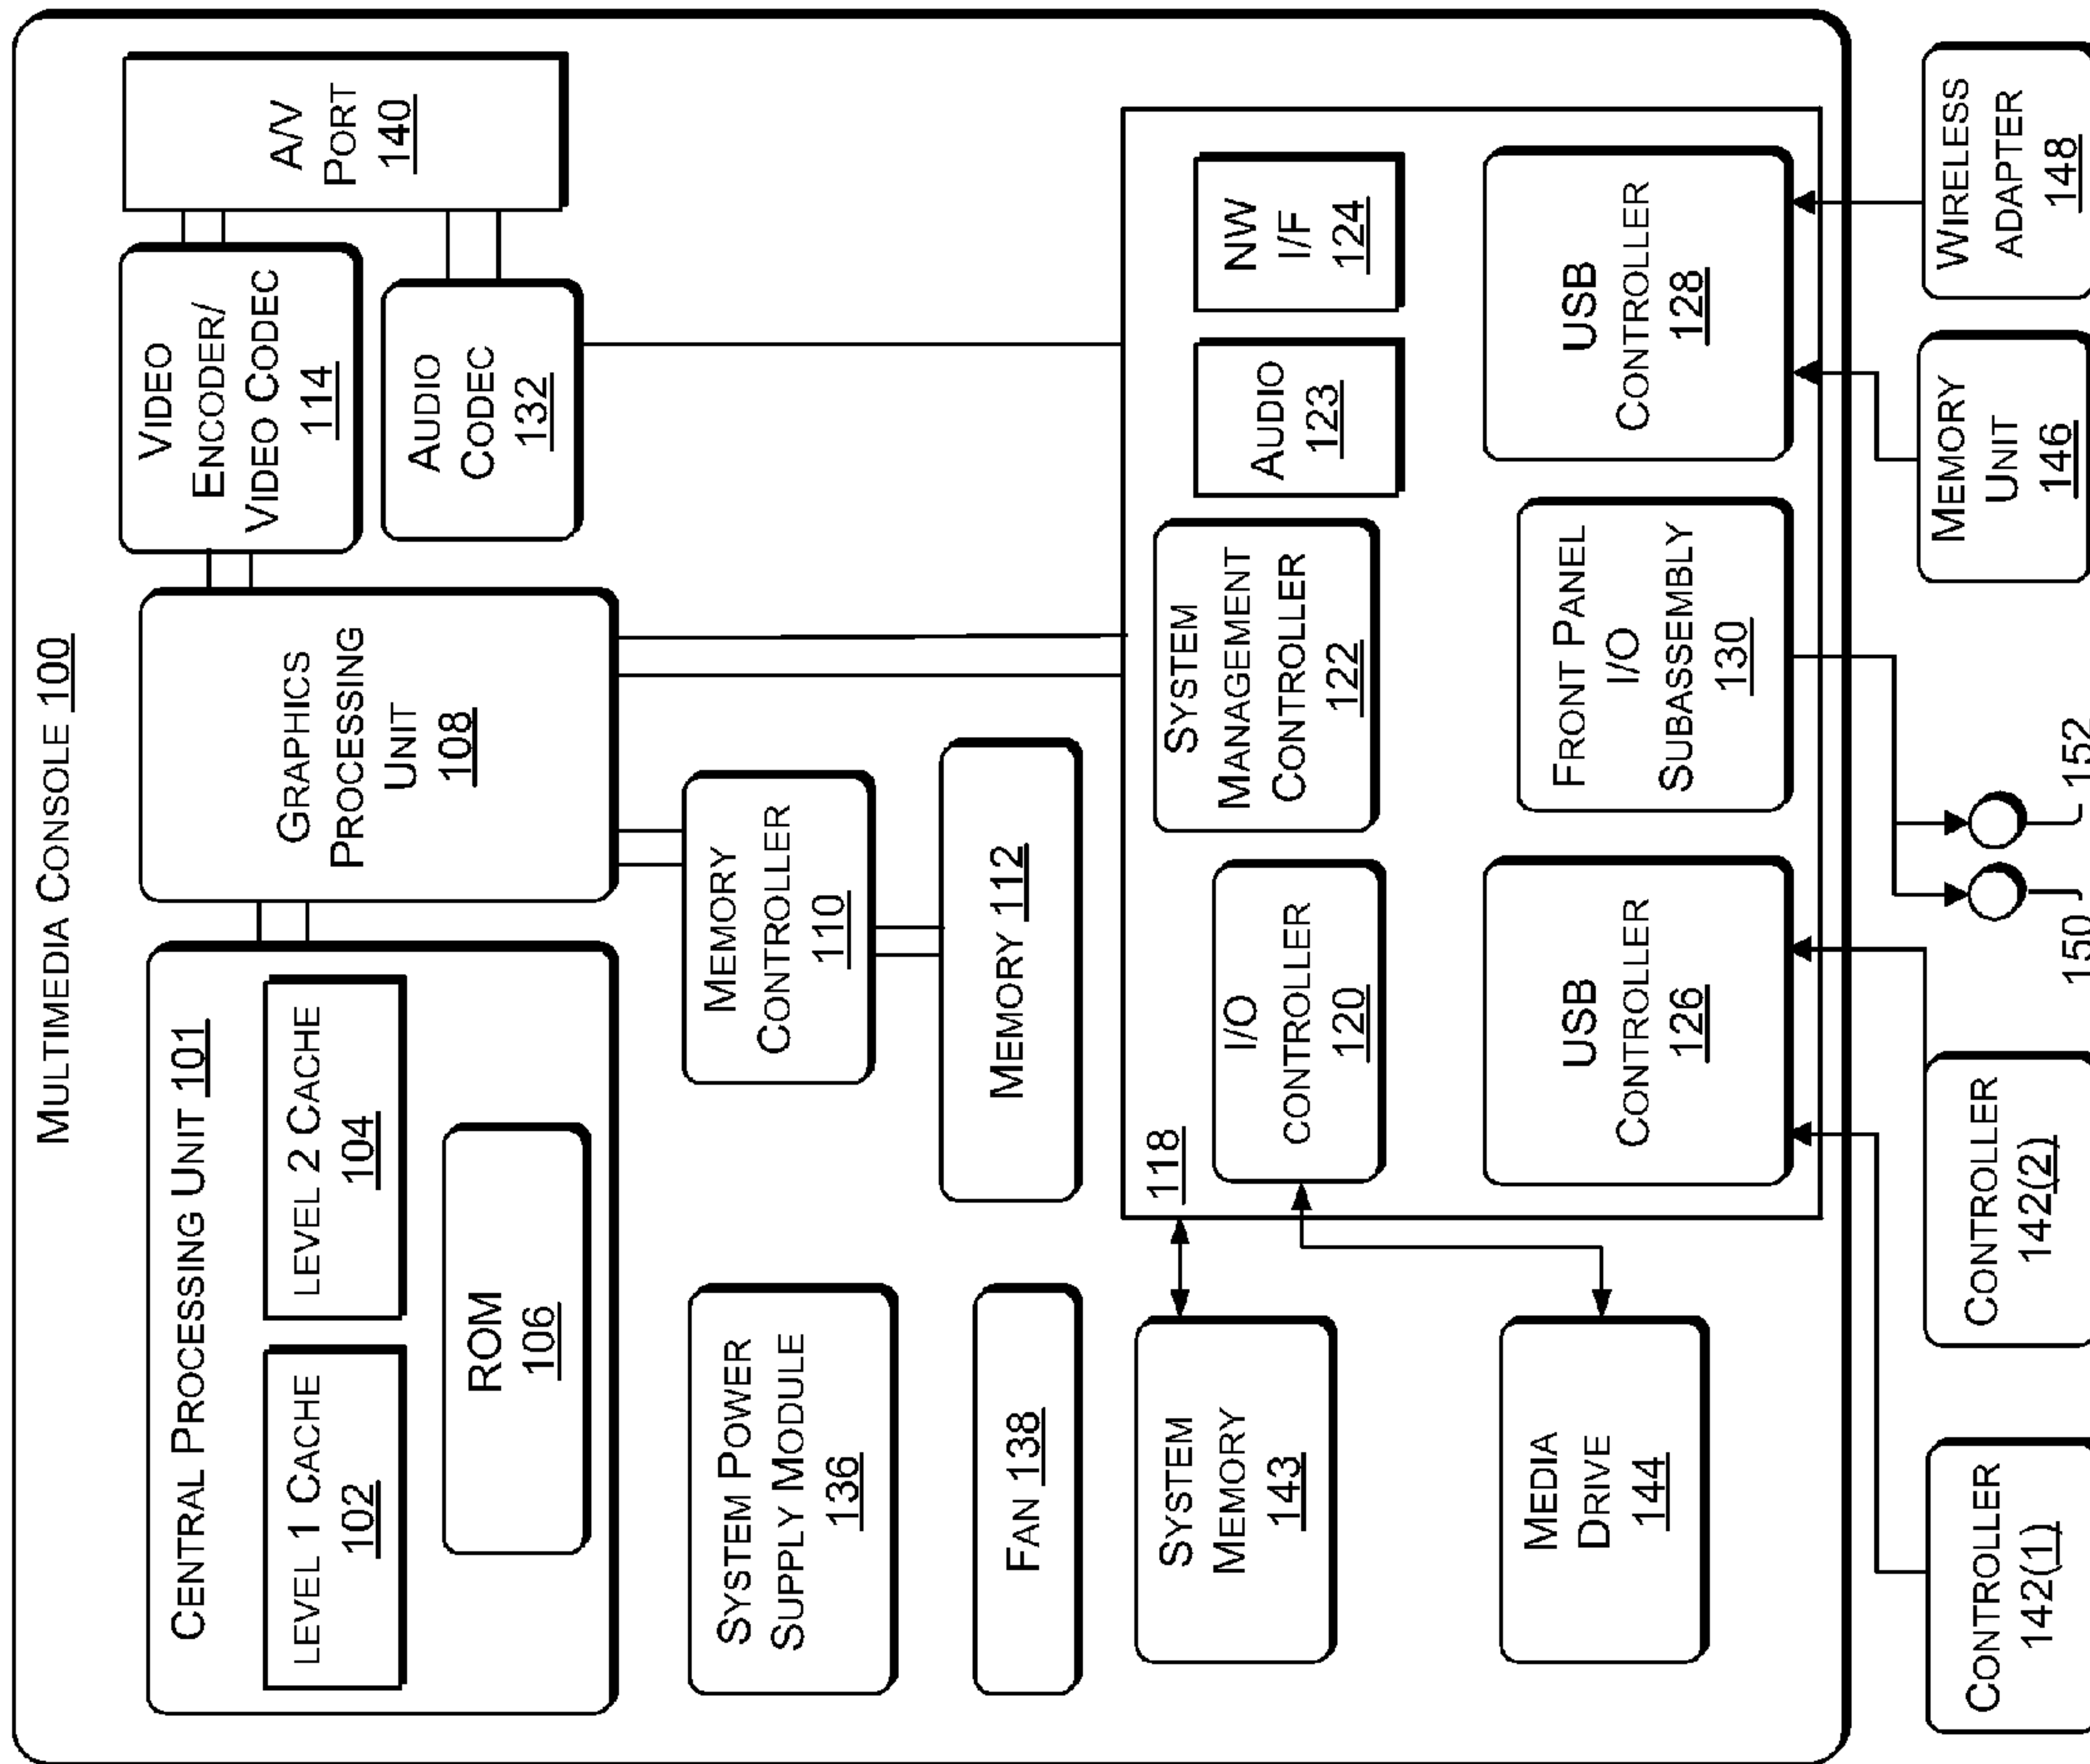 MULTIMEDIA CONSOLE 100
CENTRAL PROCESSING UNIT 101
LEVEL 1 CACHE
102
LEVEL 2 CACHE
104
ROM
106
GRAPHICS
PROCESSING
UNIT
108
VIDEO
ENCODER/
VIDEO CODEC
114
A/V
PORT
140
AUDIO
CODEC
132
SYSTEM POWER
SUPPLY MODULE
136
MEMORY
CONTROLLER
110
FAN 138
MEMORY 112
118
SYSTEM
MEMORY
143
I/O
CONTROLLER
120
SYSTEM
MANAGEMENT
CONTROLLER
122
AUDIO
123
NW
I/F
124
MEDIA
DRIVE
144
USB
CONTROLLER
126
FRONT PANEL
I/O
SUBASSEMBLY
130
USB
CONTROLLER
128
CONTROLLER
142(1)
CONTROLLER
142(2)
150
152
MEMORY
UNIT
146
WIRELESS
ADAPTER
148